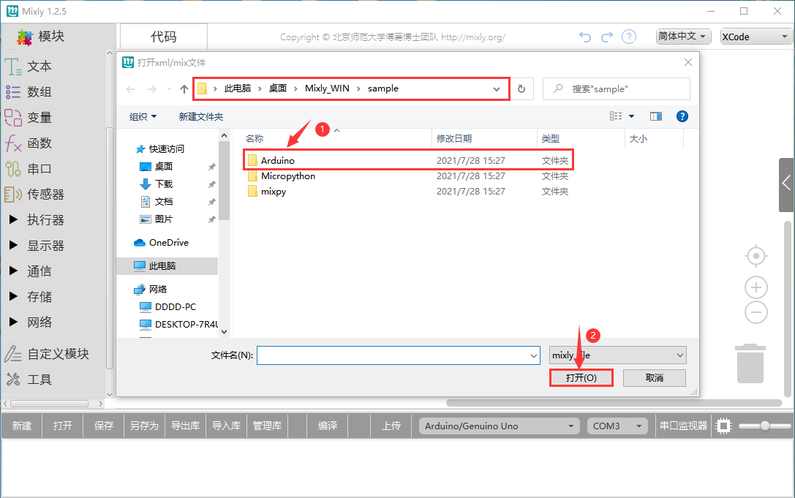 Mixly 1.2.5
模块
代码
Copyright © 北京师范大学傅骞博士团队 http://mixly.org/
简体中文
XCode
文本
数组
变量
函数
串口
传感器
执行器
显示器
通信
存储
网络
自定义模块
工具
打开xml/mix文件
此电脑 > 桌面 > Mixly_WIN > sample
搜索"sample"
组织
新建文件夹
1
名称 修改日期 类型 大小
Arduino 2021/7/28 15:27 文件夹
Micropython 2021/7/28 15:27 文件夹
mixpy 2021/7/28 15:27 文件夹
快速访问
桌面
下载
文档
图片
OneDrive
此电脑
网络
DDDD-PC
DESKTOP-7R4U
2
文件名(N):
打开(O)
取消
新建 打开 保存 另存为 导出库 导入库 管理库 编译 上传 Arduino/Genuino Uno COM3 串口监视器